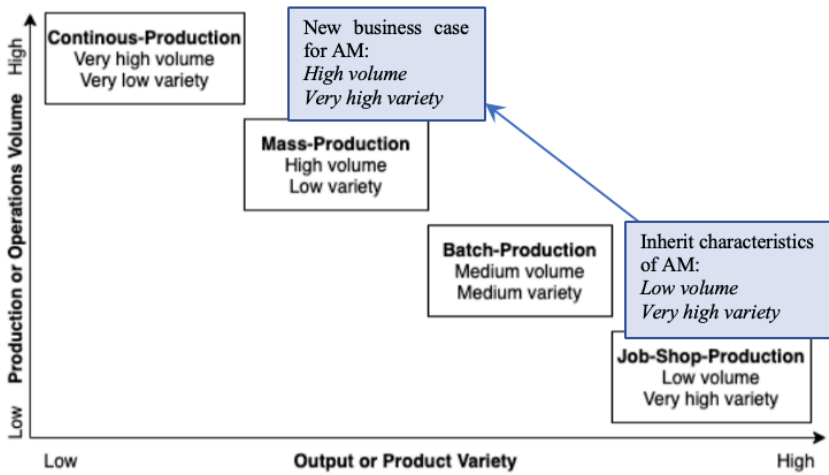 High
Production or Operations Volume
Low
Continous-Production
Very high volume
Very low variety
New business case
for AM:
High volume
Very high variety
Mass-Production
High volume
Low variety
Batch-Production
Medium volume
Medium variety
Inherit characteristics
of AM:
Low volume
Very high variety
Job-Shop-Production
Low volume
Very high variety
Low
Output or Product Variety
High